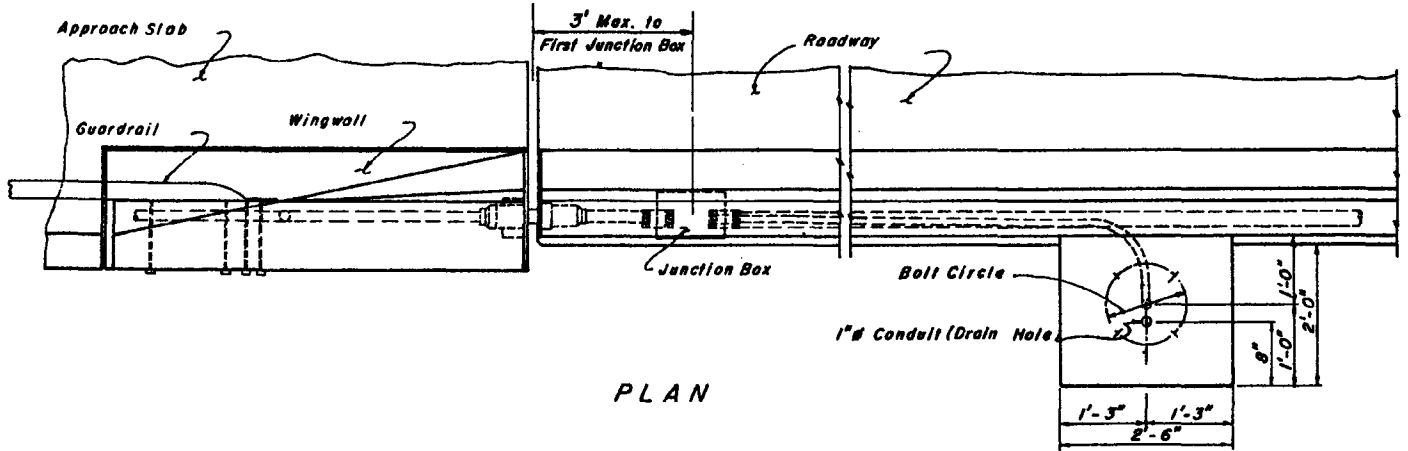 Approach Slab
3' Max. to
First Junction Box
Roadway
Guardrail
Wingwall
Junction Box
Bolt Circle
1"ø Conduit (Drain Hole
1'-0"
2'-0"
8"
1'-0"
PLAN
1'-3"
1'-3"
2'-6"